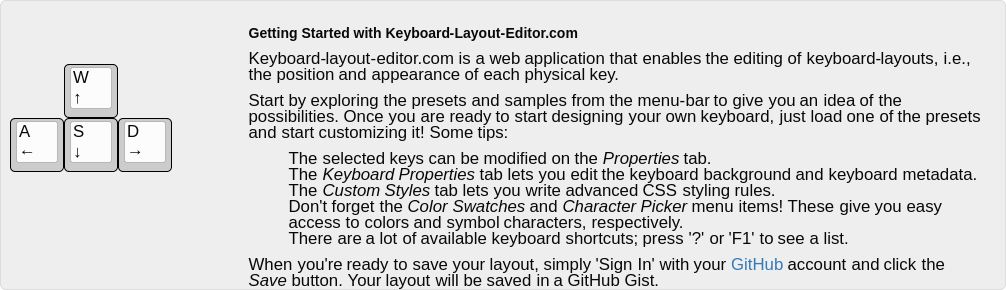 W
↑
A
←
S
↓
D
→
Getting Started with Keyboard-Layout-Editor.com
Keyboard-layout-editor.com is a web application that enables the editing of keyboard-layouts, i.e.,
the position and appearance of each physical key.
Start by exploring the presets and samples from the menu-bar to give you an idea of the
possibilities. Once you are ready to start designing your own keyboard, just load one of the presets
and start customizing it! Some tips:
The selected keys can be modified on the Properties tab.
The Keyboard Properties tab lets you edit the keyboard background and keyboard metadata.
The Custom Styles tab lets you write advanced CSS styling rules.
Don't forget the Color Swatches and Character Picker menu items! These give you easy
access to colors and symbol characters, respectively.
There are a lot of available keyboard shortcuts; press '?' or 'F1' to see a list.
When you're ready to save your layout, simply 'Sign In' with your GitHub account and click the
Save button. Your layout will be saved in a GitHub Gist.